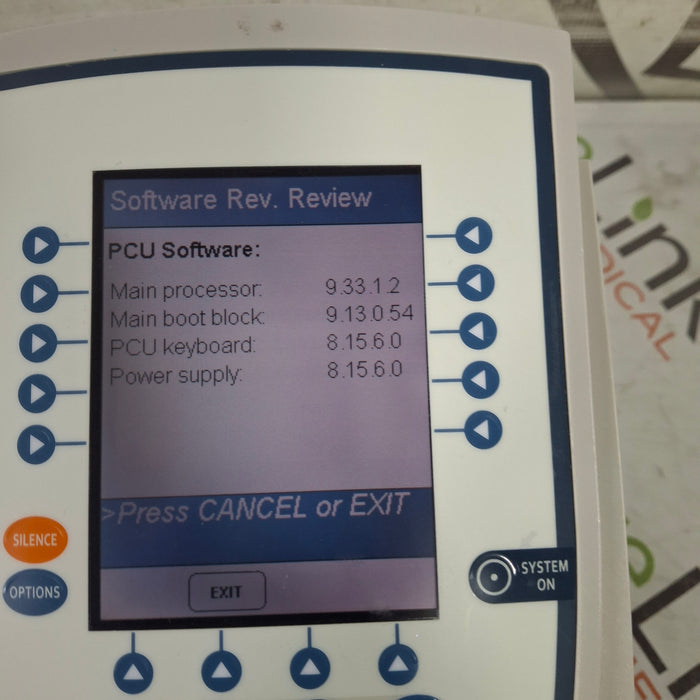 Software Rev. Review
PCU Software:
Main processor: 9.33.1.2
Main boot block: 9.13.0.54
PCU keyboard: 8.15.6.0
Power supply: 8.15.6.0
>Press CANCEL or EXIT
EXIT
SILENCE
OPTIONS
SYSTEM
ON
Link
MEDICAL